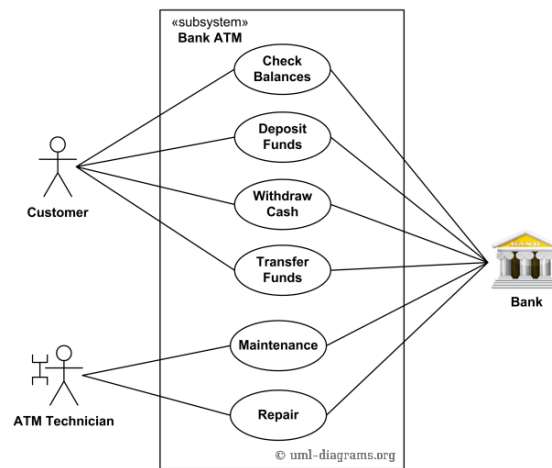 «subsystem»
Bank ATM
Check
Balances
Deposit
Funds
Customer
Withdraw
Cash
Transfer
Funds
BANK
Bank
Maintenance
ATM Technician
Repair
© uml-diagrams.org